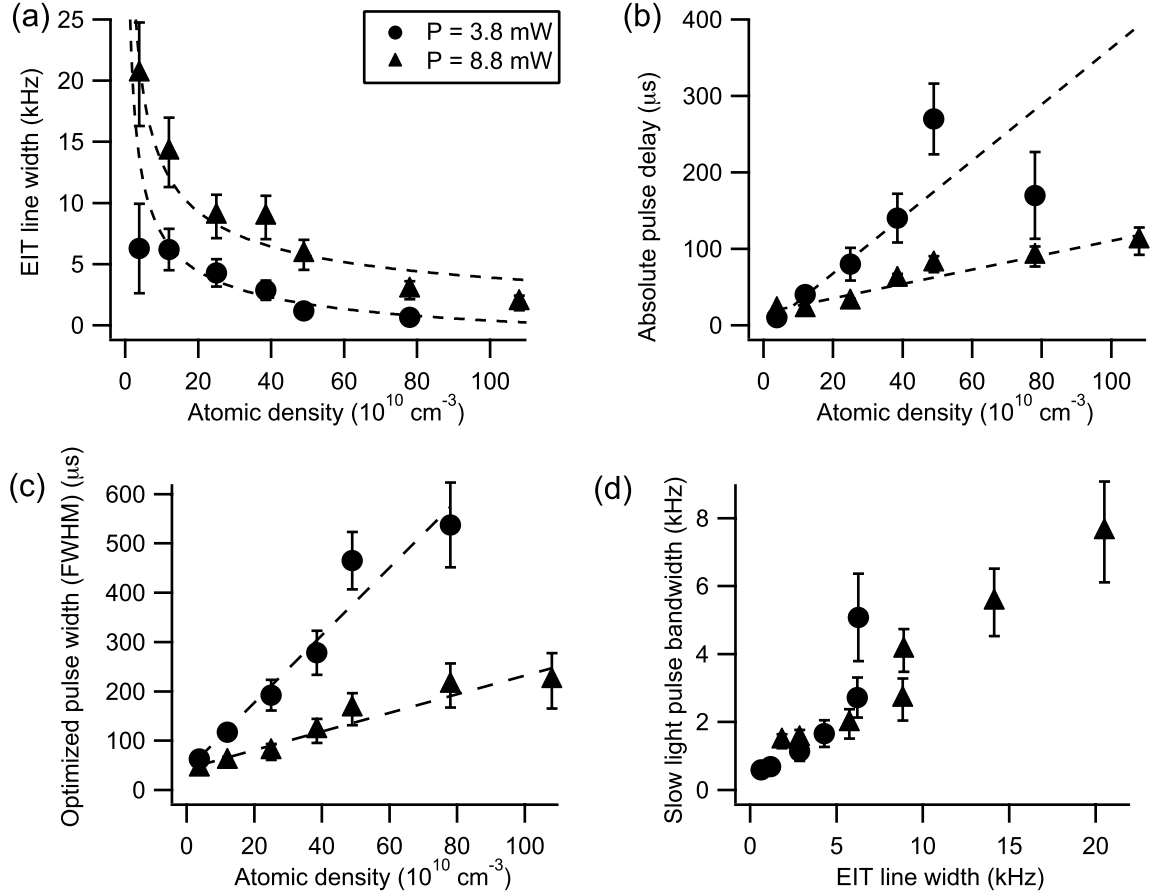 (a)
EIT line width (kHz)
25
20
15
10
5
0
P = 3.8 mW
P = 8.8 mW
0 20 40 60 80 100
Atomic density (10^10 cm^-3)
(b)
Absolute pulse delay (μs)
400
300
200
100
0
0 20 40 60 80 100
Atomic density (10^10 cm^-3)
(c)
Optimized pulse width (FWHM) (μs)
600
500
400
300
200
100
0
0 20 40 60 80 100
Atomic density (10^10 cm^-3)
(d)
Slow light pulse bandwidth (kHz)
8
6
4
2
0
0 5 10 15 20
EIT line width (kHz)